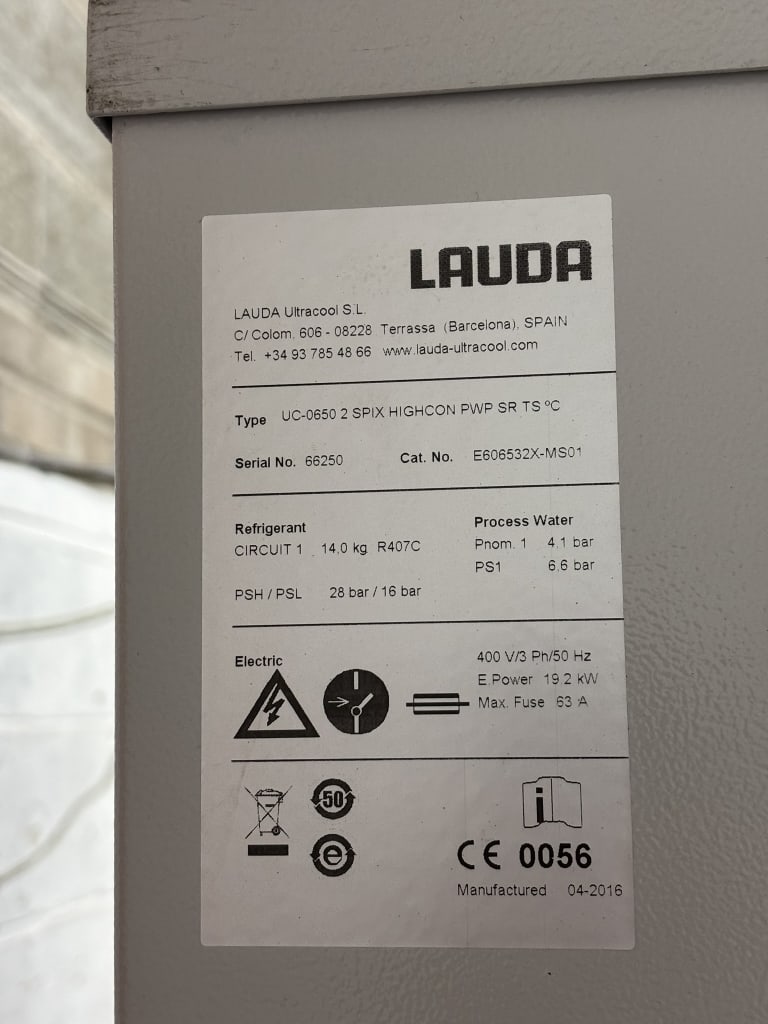 LAUDA
LAUDA Ultracool S.L.
C/ Colom, 606 - 08228 Terrassa (Barcelona), SPAIN
Tel. +34 93 785 48 66 www.lauda-ultracool.com
Type UC-0650 2 SPIX HIGHCON PWP SR TS ºC
Serial No. 66250 Cat. No. E606532X-MS01
Refrigerant Process Water
CIRCUIT 1 14,0 kg R407C Pnom. 1 4,1 bar
PS1 6,6 bar
PSH / PSL 28 bar / 16 bar
Electric 400 V/3 Ph/50 Hz
E.Power 19,2 kW
Max. Fuse 63 A
50
i
e
CE 0056
Manufactured 04-2016